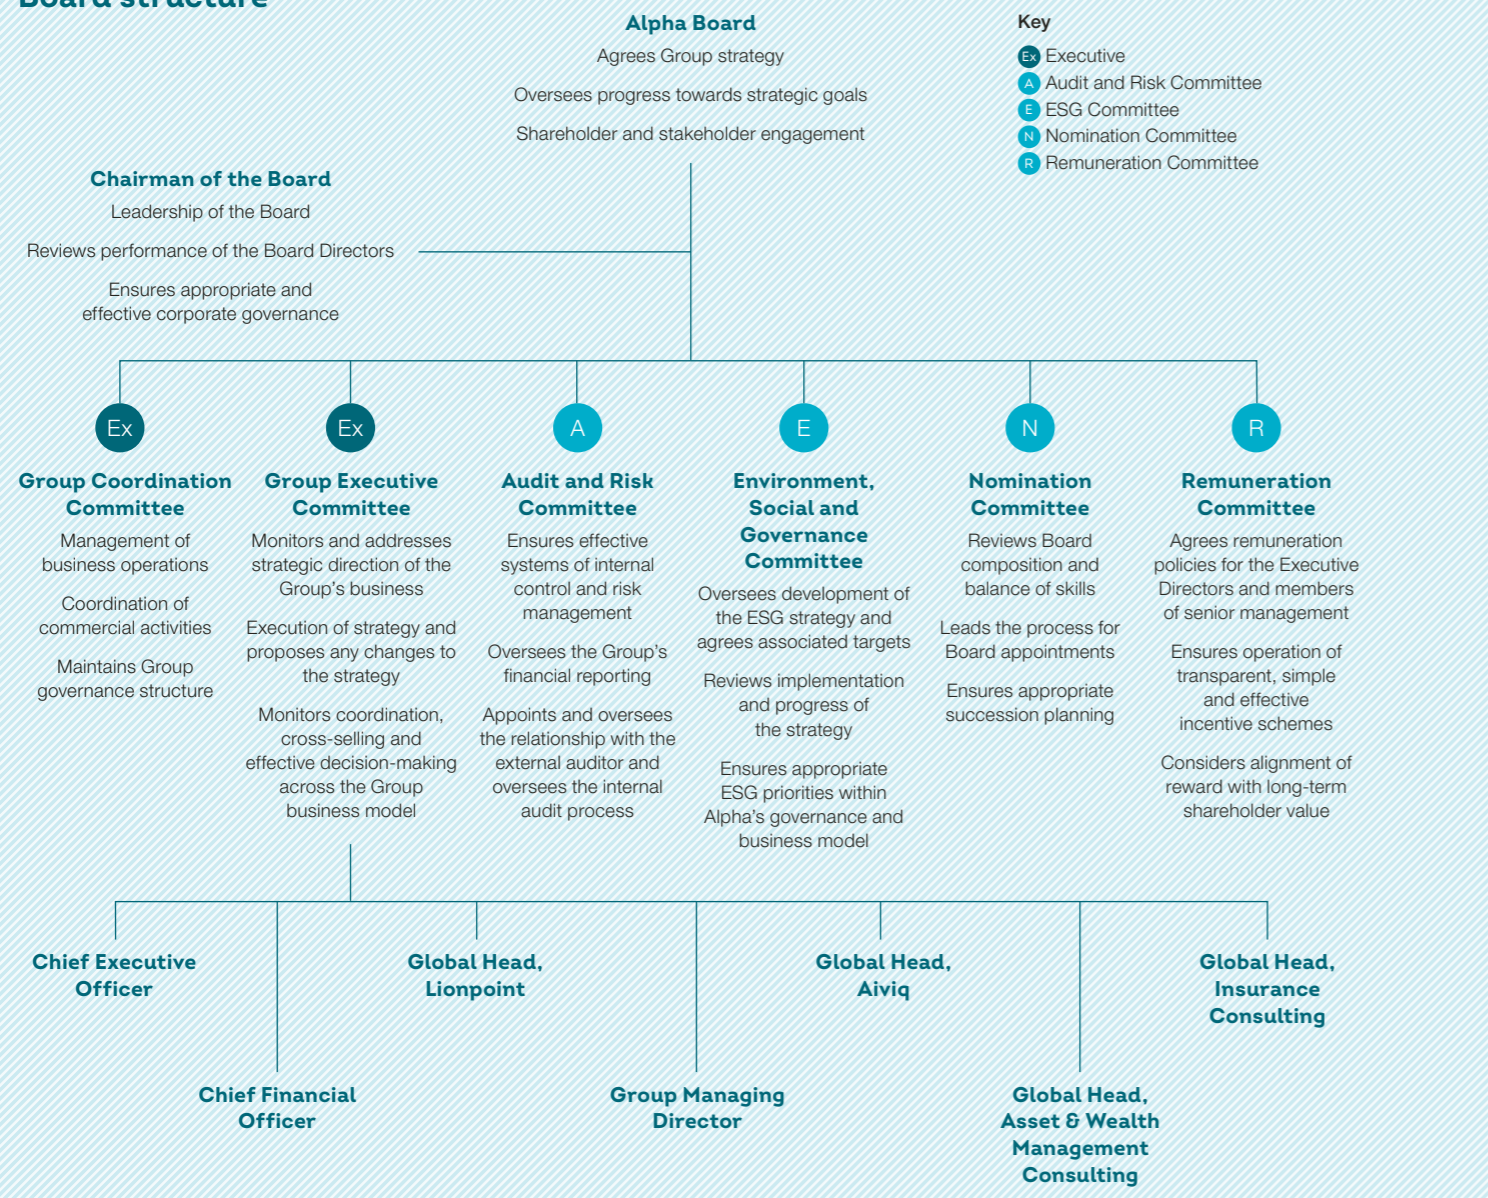 Board structure
Alpha Board
Agrees Group strategy
Oversees progress towards strategic goals
Shareholder and stakeholder engagement
Key
Ex Executive
A Audit and Risk Committee
E ESG Committee
N Nomination Committee
R Remuneration Committee
Chairman of the Board
Leadership of the Board
Reviews performance of the Board Directors
Ensures appropriate and
effective corporate governance
Ex
Group Coordination
Committee
Management of
business operations
Coordination of
commercial activities
Maintains Group
governance structure
Ex
Group Executive
Committee
Monitors and addresses
strategic direction of the
Group's business
Execution of strategy and
proposes any changes to
the strategy
Monitors coordination,
cross-selling and
effective decision-making
across the Group
business model
A
Audit and Risk
Committee
Ensures effective
systems of internal
control and risk
management
Oversees the Group's
financial reporting
Appoints and oversees
the relationship with the
external auditor and
oversees the internal
audit process
E
Environment,
Social and
Governance
Committee
Oversees development of
the ESG strategy and
agrees associated targets
Reviews implementation
and progress of
the strategy
Ensures appropriate
ESG priorities within
Alpha's governance and
business model
N
Nomination
Committee
Reviews Board
composition and
balance of skills
Leads the process for
Board appointments
Ensures appropriate
succession planning
R
Remuneration
Committee
Agrees remuneration
policies for the Executive
Directors and members
of senior management
Ensures operation of
transparent, simple
and effective
incentive schemes
Considers alignment of
reward with long-term
shareholder value
Chief Executive
Officer
Chief Financial
Officer
Global Head,
Lionpoint
Group Managing
Director
Global Head,
Aiviq
Global Head,
Asset & Wealth
Management
Consulting
Global Head,
Insurance
Consulting